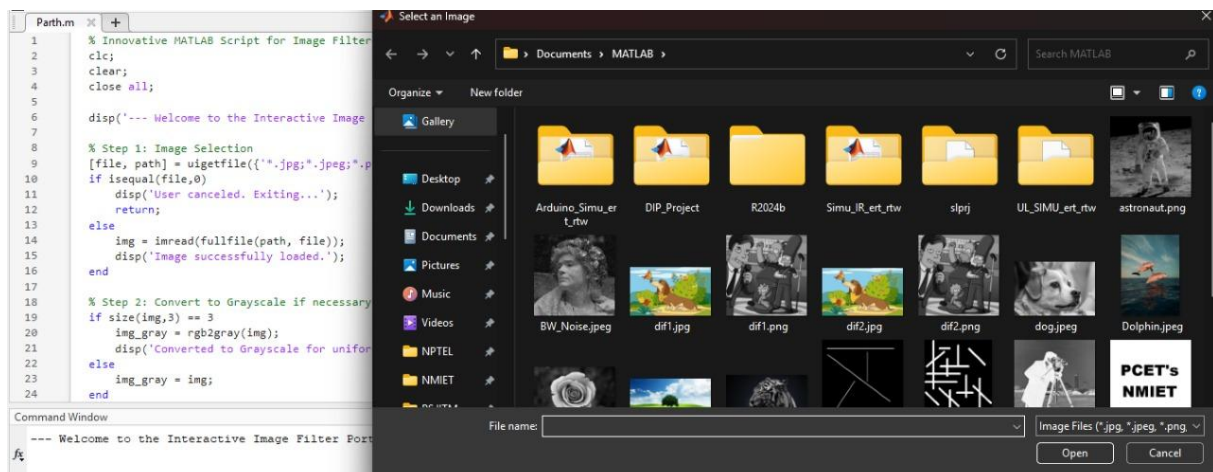 Parth.m
1 % Innovative MATLAB Script for Image Filter
2 clc;
3 clear;
4 close all;
5
6 disp('--- Welcome to the Interactive Image
7
8 % Step 1: Image Selection
9 [file, path] = uigetfile({'*.jpg;*.jpeg;*.p
10 if isequal(file,0)
11 disp('User canceled. Exiting...');
12 return;
13 else
14 img = imread(fullfile(path, file));
15 disp('Image successfully loaded.');
16 end
17
18 % Step 2: Convert to Grayscale if necessary
19 if size(img,3) == 3
20 img_gray = rgb2gray(img);
21 disp('Converted to Grayscale for unifor
22 else
23 img_gray = img;
24 end
Command Window
--- Welcome to the Interactive Image Filter Port
fx
Select an Image
Documents > MATLAB >
Search MATLAB
Organize
New folder
Gallery
Desktop
Downloads
Documents
Pictures
Music
Videos
NPTEL
NMIET
Arduino_Simu_er
t_rtw
DIP_Project
R2024b
Simu_IR_ert_rtw
slprj
UL_SIMU_ert_rtw
astronaut.png
BW_Noise.jpeg
dif1.jpg
dif1.png
dif2.jpg
dif2.png
dog.jpeg
Dolphin.jpeg
PCET's
NMIET
File name:
Image Files (*.jpg, *.jpeg, *.png,
Open
Cancel